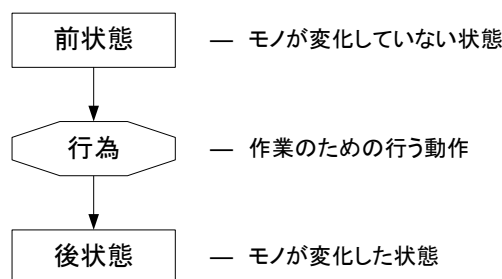 前状態 — モノが変化していない状態
行為 — 作業のための行う動作
後状態 — モノが変化した状態